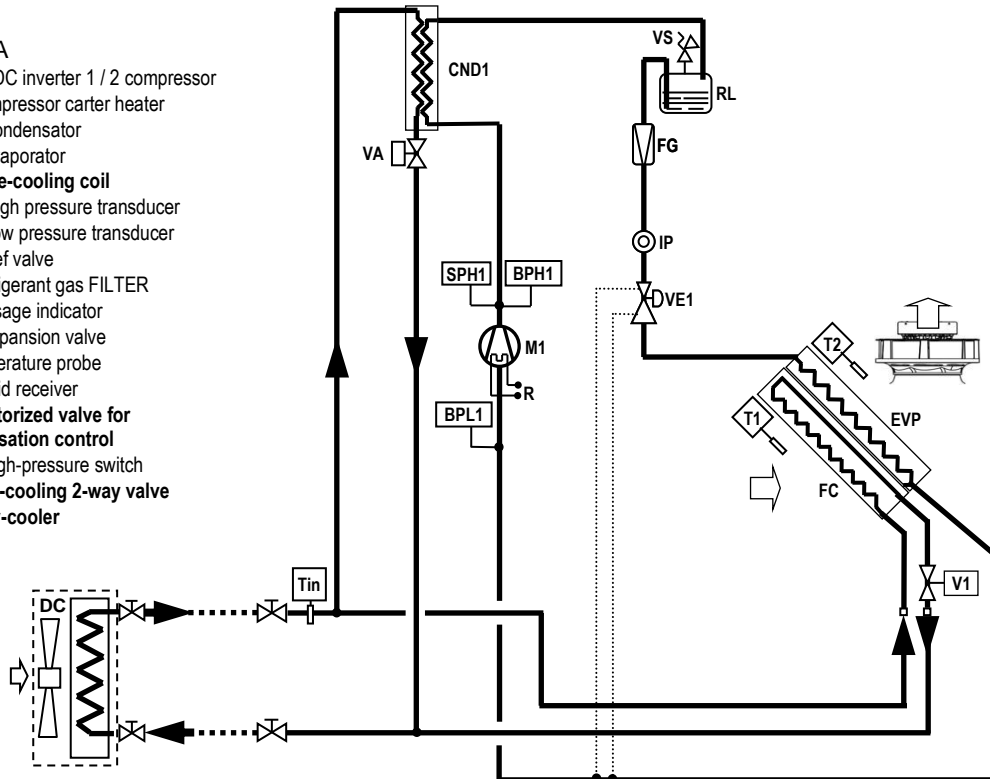 A
DC inverter 1 / 2 compressor
mpressor carter heater
ondensator
aporator
e-cooling coil
gh pressure transducer
ow pressure transducer
ef valve
igerant gas FILTER
sage indicator
pansion valve
erature probe
id receiver
torized valve for
sation control
gh-pressure switch
-cooling 2-way valve
-cooler
CND1
VS
RL
VA
FG
IP
SPH1
BPH1
VE1
M1
R
BPL1
T2
T1
EVP
FC
Tin
V1
DC